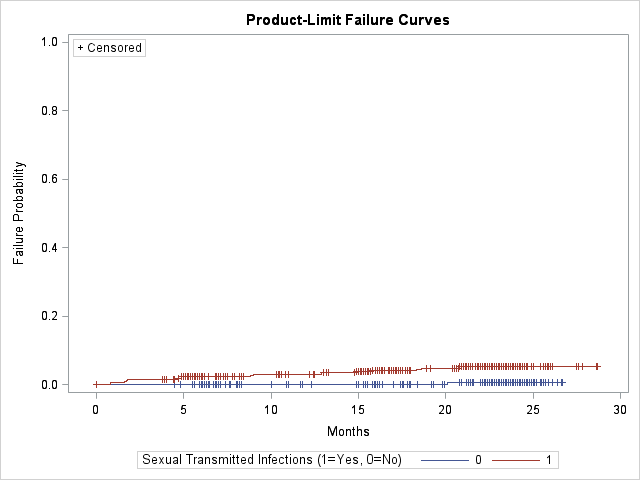 Product-Limit Failure Curves
+ Censored
1.0
0.8
0.6
0.4
0.2
0.0
Failure Probability
0 5 10 15 20 25 30
Months
Sexual Transmitted Infections (1=Yes, 0=No) 0 1